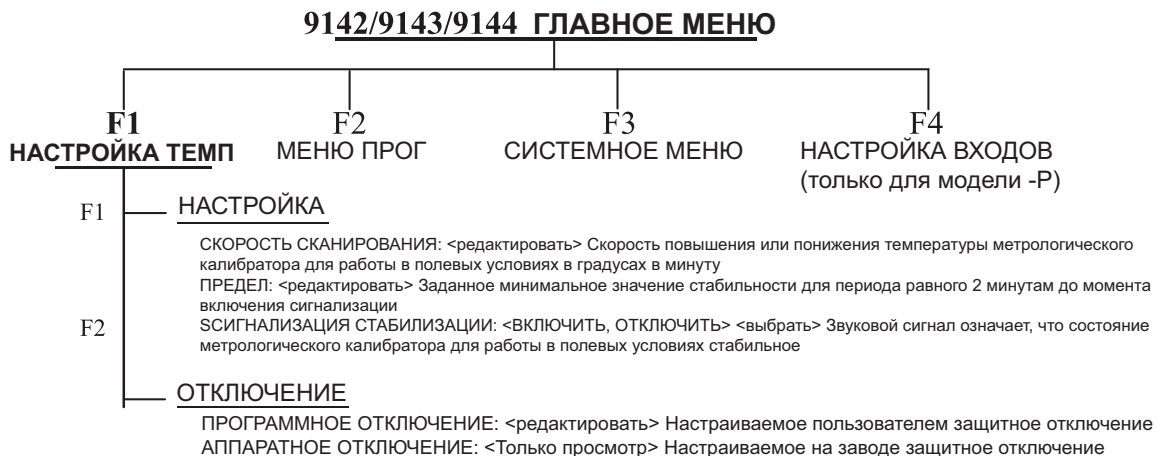 9142/9143/9144 ГЛАВНОЕ МЕНЮ
F1 F2 F3 F4
НАСТРОЙКА ТЕМП МЕНЮ ПРОГ СИСТЕМНОЕ МЕНЮ НАСТРОЙКА ВХОДОВ
(только для модели -P)
F1 НАСТРОЙКА
СКОРОСТЬ СКАНИРОВАНИЯ: <редактировать> Скорость повышения или понижения температуры метрологического
калибратора для работы в полевых условиях в градусах в минуту
ПРЕДЕЛ: <редактировать> Заданное минимальное значение стабильности для периода равного 2 минутам до момента
включения сигнализации
F2 SСИГНАЛИЗАЦИЯ СТАБИЛИЗАЦИИ: <ВКЛЮЧИТЬ, ОТКЛЮЧИТЬ> <выбрать> Звуковой сигнал означает, что состояние
метрологического калибратора для работы в полевых условиях стабильное
ОТКЛЮЧЕНИЕ
ПРОГРАММНОЕ ОТКЛЮЧЕНИЕ: <редактировать> Настраиваемое пользователем защитное отключение
АППАРАТНОЕ ОТКЛЮЧЕНИЕ: <Только просмотр> Настраиваемое на заводе защитное отключение